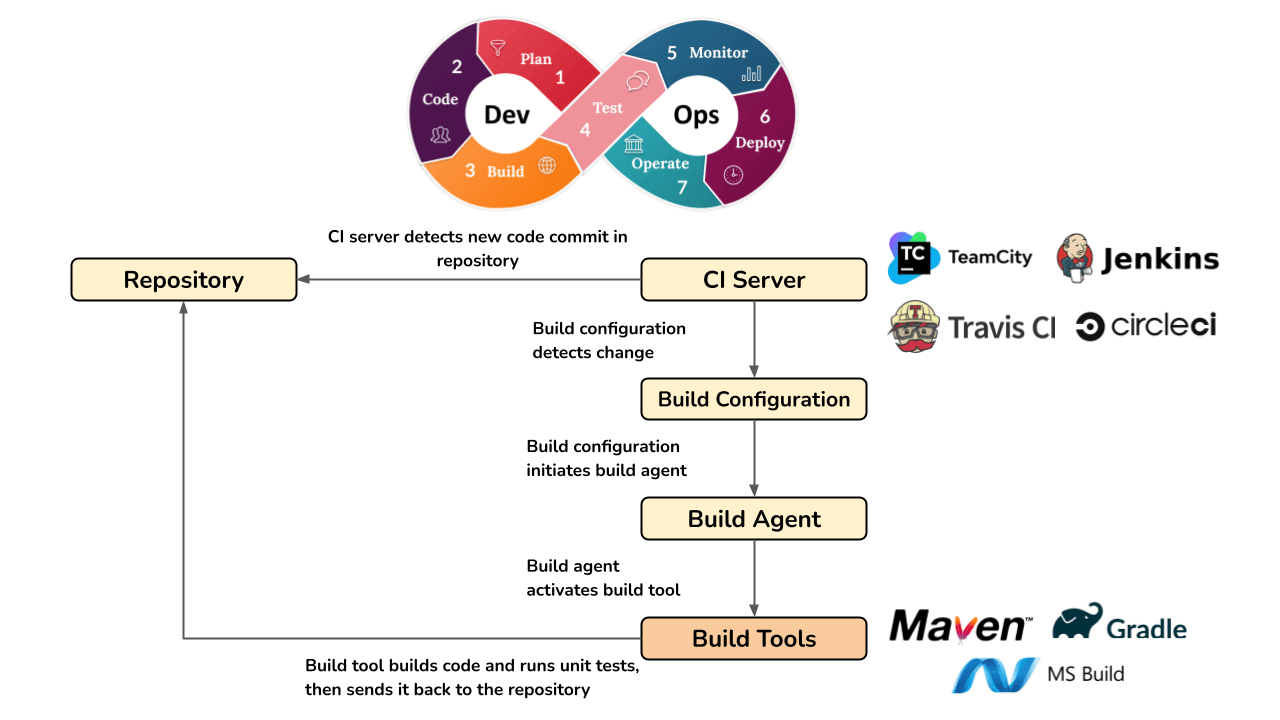 Plan
1
2
Code
3 Build
Dev
Test
4
5 Monitor
Ops
6
Deploy
Operate
7
CI server detects new code commit in
repository
Repository
CI Server
TC
TeamCity
Jenkins
T
Travis CI
circleci
Build configuration
detects change
Build Configuration
Build configuration
initiates build agent
Build Agent
Build agent
activates build tool
Build Tools
Maven™
Gradle
MS Build
Build tool builds code and runs unit tests,
then sends it back to the repository